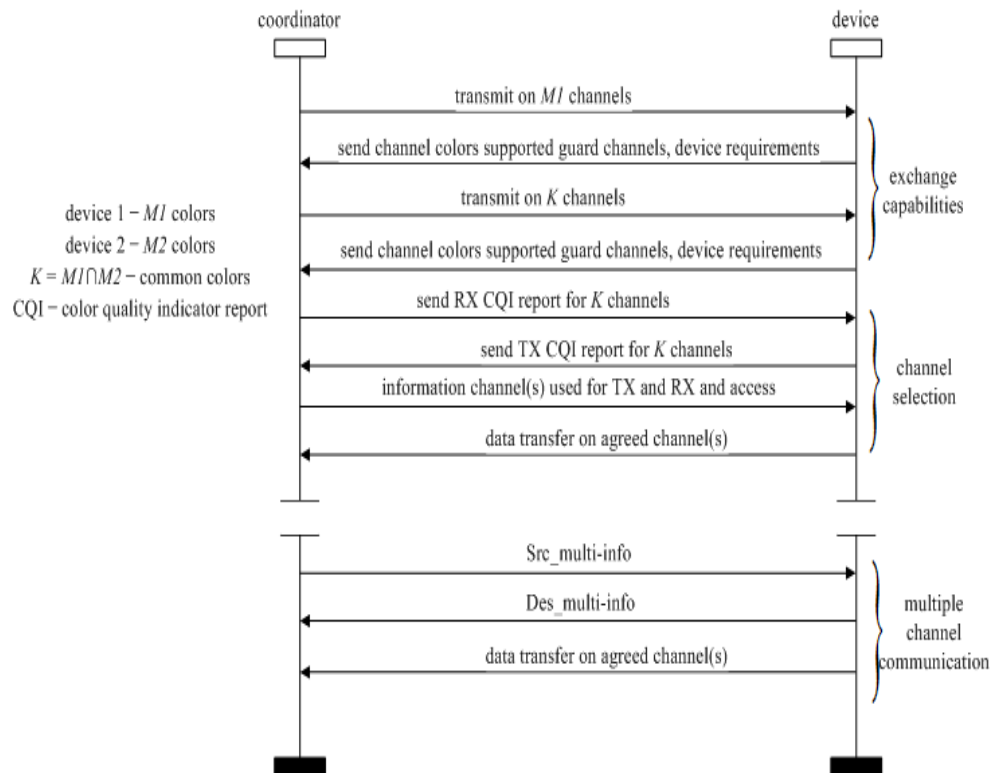 coordinator
device
transmit on M1 channels
send channel colors supported guard channels, device requirements
exchange
capabilities
transmit on K channels
device 1 – M1 colors
device 2 – M2 colors
K = M1∩M2 – common colors
CQI – color quality indicator report
send channel colors supported guard channels, device requirements
send RX CQI report for K channels
send TX CQI report for K channels
channel
selection
information channel(s) used for TX and RX and access
data transfer on agreed channel(s)
Src_multi-info
Des_multi-info
multiple
channel
communication
data transfer on agreed channel(s)